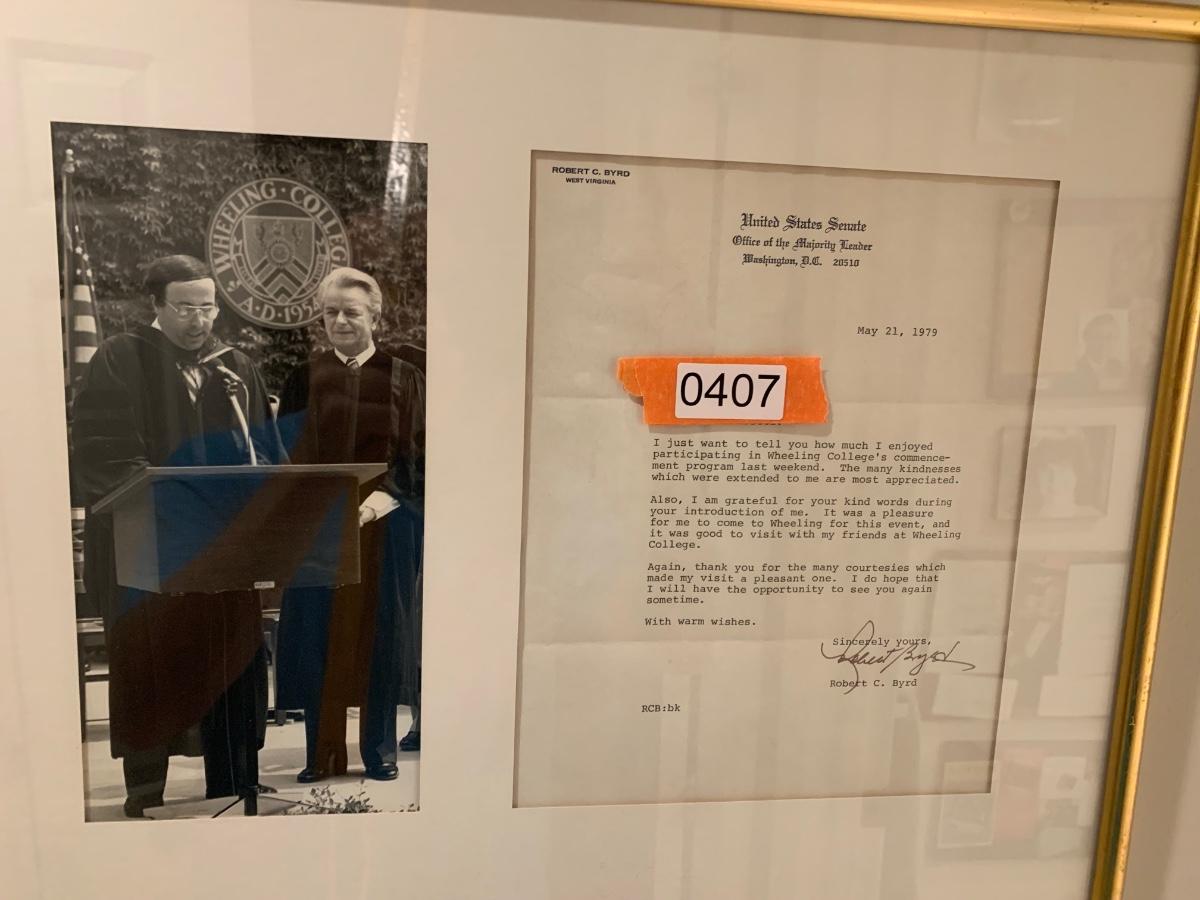 WHEELING · COLLEGE
A·D·195
ROBERT C. BYRD
WEST VIRGINIA
United States Senate
Office of the Majority Leader
Washington, D.C. 20510
May 21, 1979
0407
I just want to tell you how much I enjoyed
participating in Wheeling College's commence-
ment program last weekend. The many kindnesses
which were extended to me are most appreciated.
Also, I am grateful for your kind words during
your introduction of me. It was a pleasure
for me to come to Wheeling for this event, and
it was good to visit with my friends at Wheeling
College.
Again, thank you for the many courtesies which
made my visit a pleasant one. I do hope that
I will have the opportunity to see you again
sometime.
With warm wishes.
Sincerely yours,
Robert Byrd
Robert C. Byrd
RCB:bk